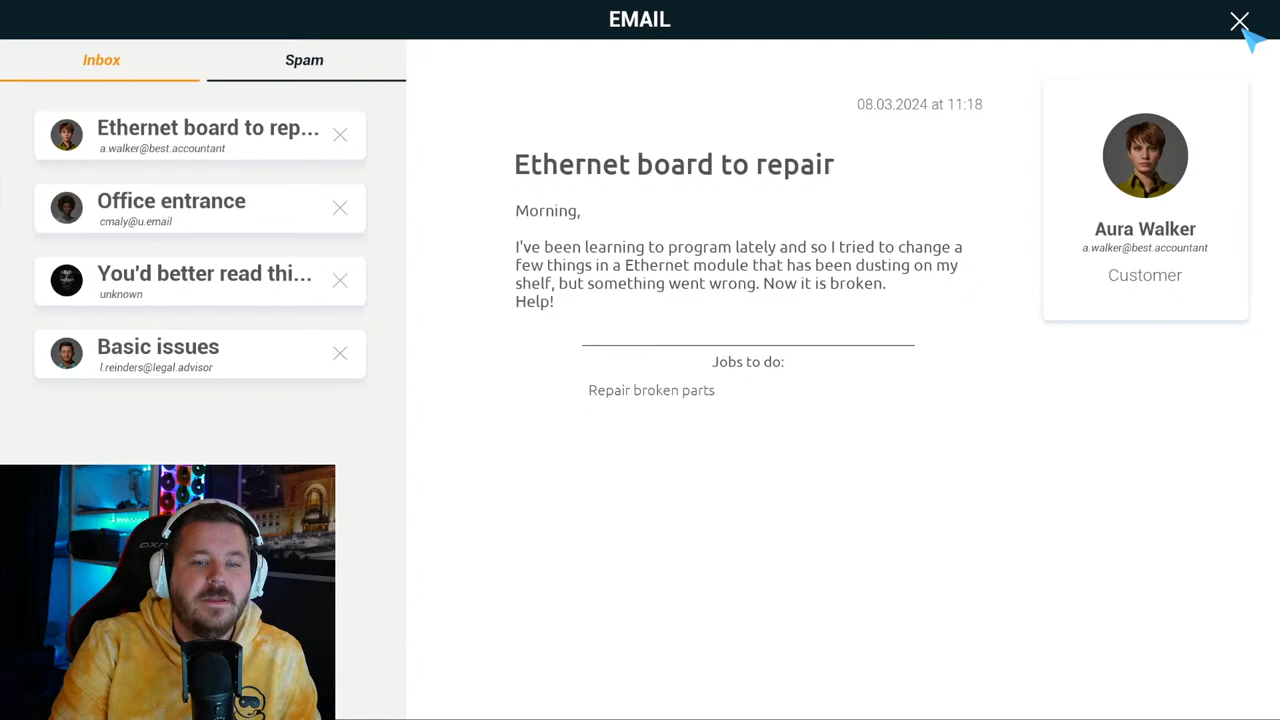 EMAIL
Inbox
Spam
Ethernet board to rep...
a.walker@best.accountant
Office entrance
cmaly@u.email
You'd better read thi...
unknown
Basic issues
l.reinders@legal.advisor
08.03.2024 at 11:18
Ethernet board to repair
Morning,
I've been learning to program lately and so I tried to change a
few things in a Ethernet module that has been dusting on my
shelf, but something went wrong. Now it is broken.
Help!
Jobs to do:
Repair broken parts
Aura Walker
a.walker@best.accountant
Customer